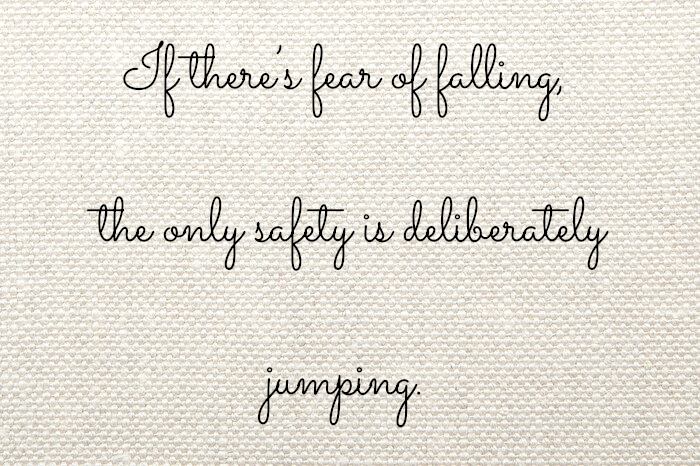 If there's fear of falling,
the only safety is deliberately
jumping.